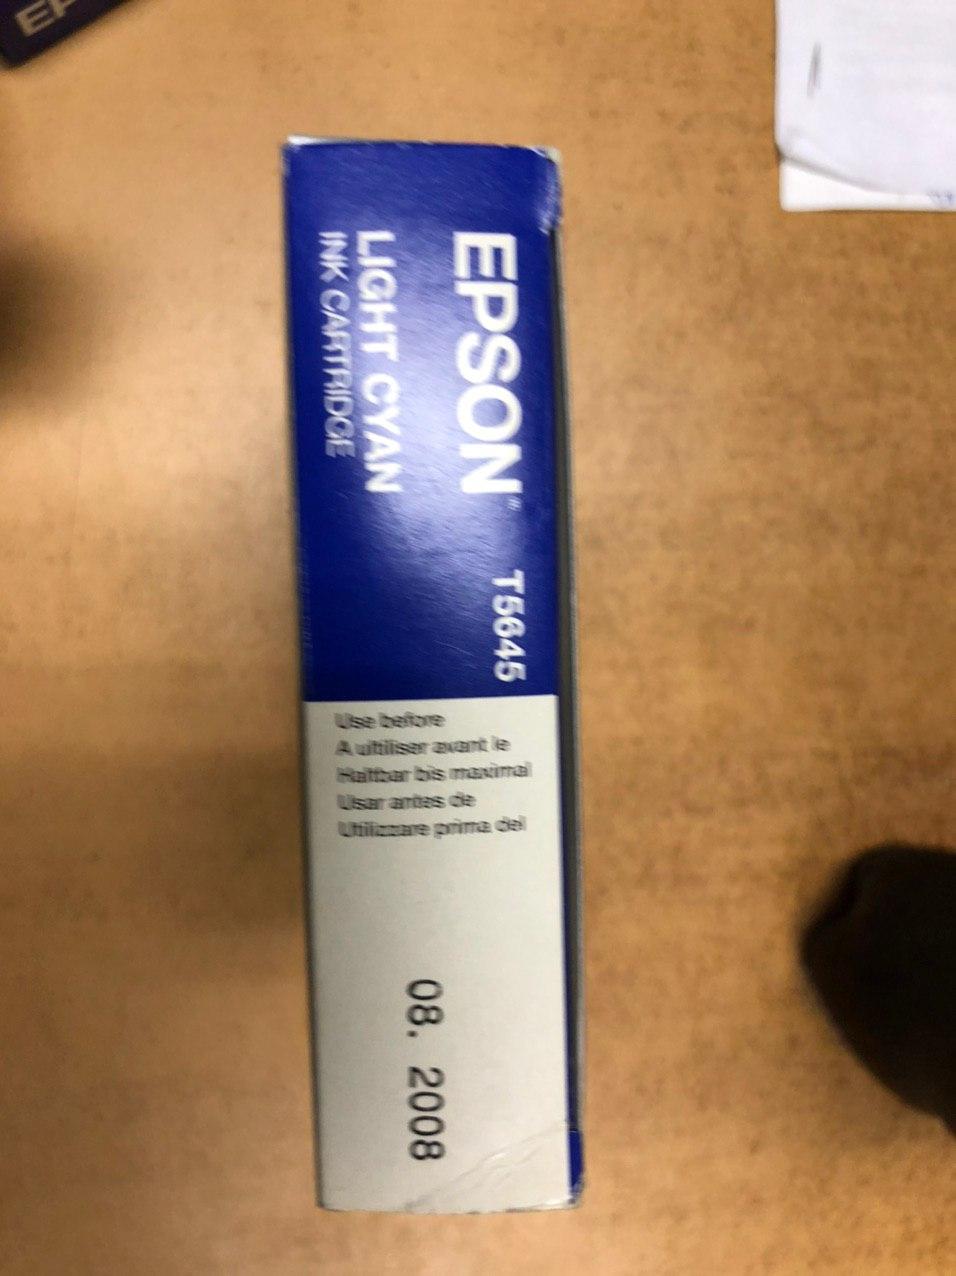 EPSON T5645
LIGHT CYAN
INK CARTRIDGE
Use before
A ultiliser avant le
Haltbar bis maximal
Usar antes de
Utilizzare prima del
08. 2008